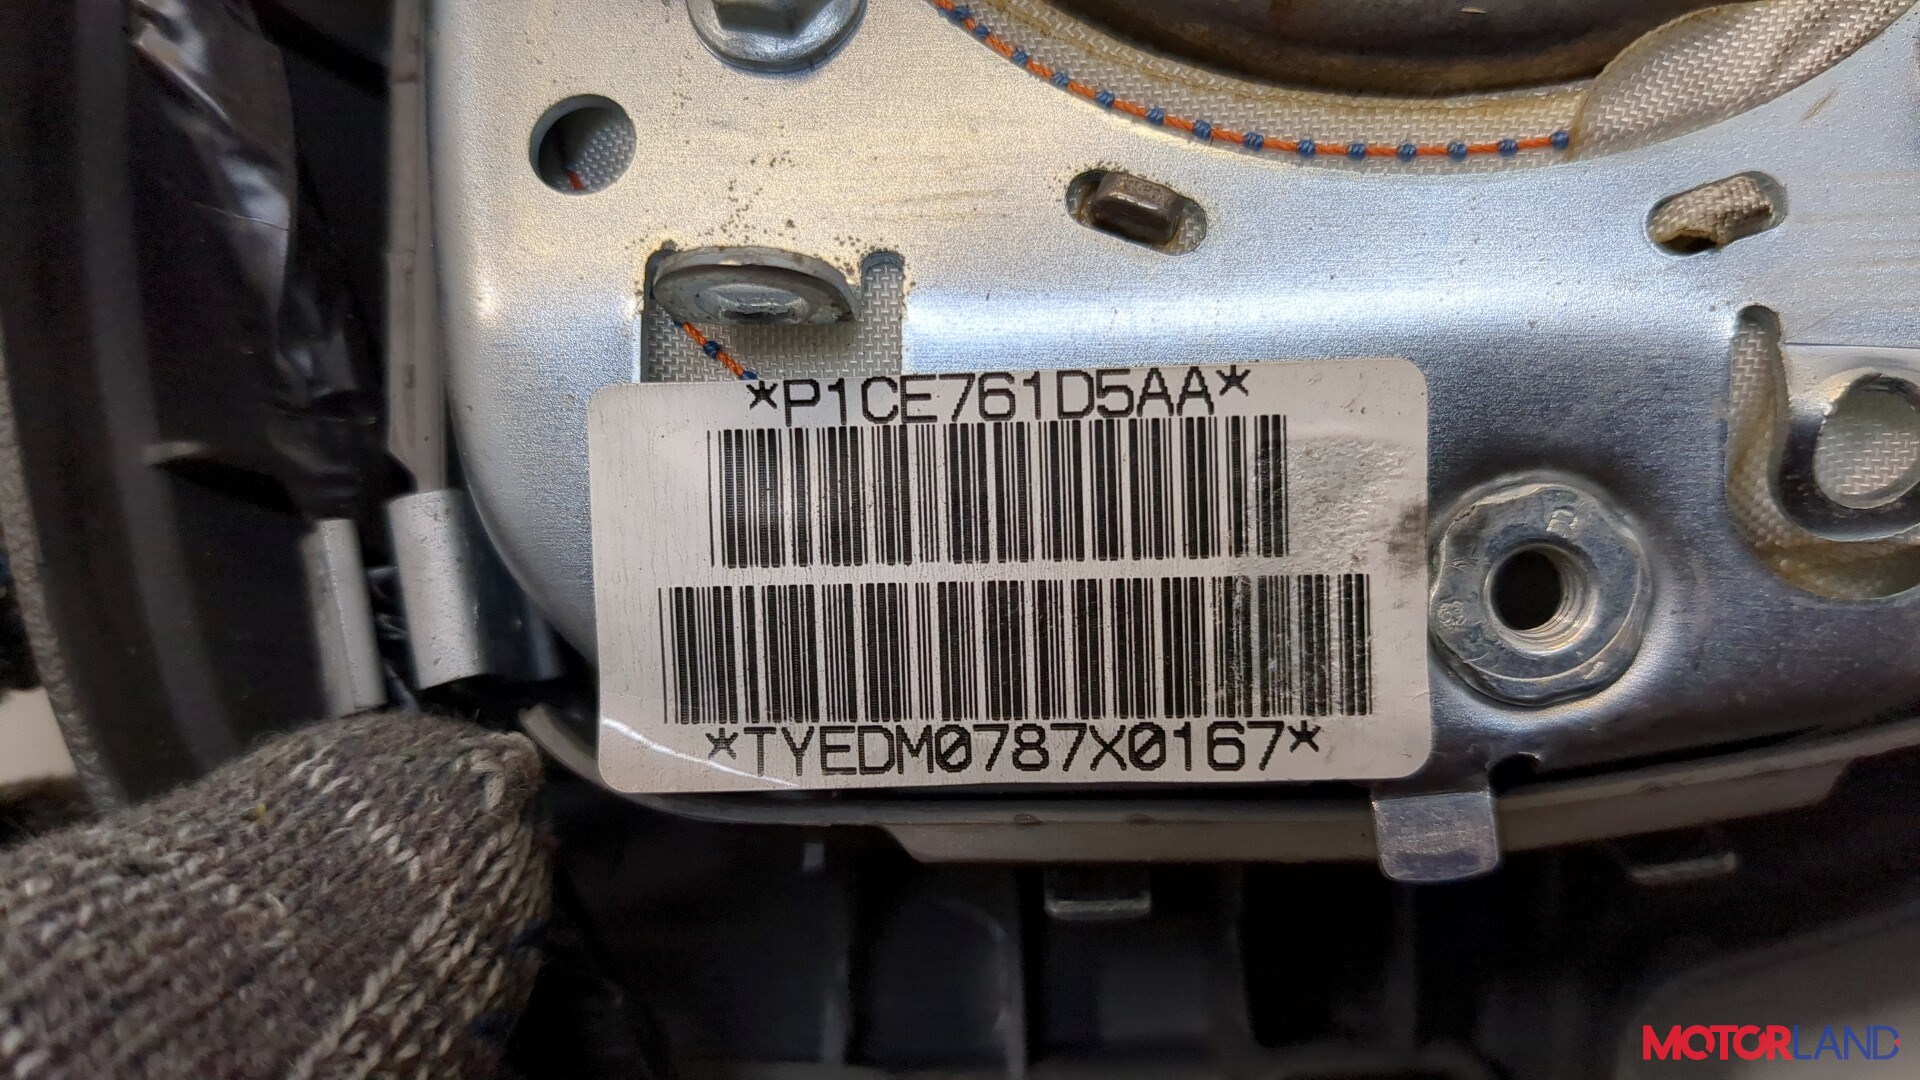 *P1CE761D5AA*
*TYEDM0787X0167*
MOTORLAND